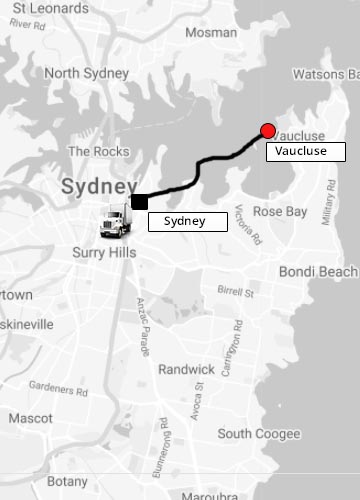 St Leonards
River Rd
Mosman
North Sydney
Watsons Ba
The Rocks
Vaucluse
Vaucluse
Sydney
Sydney
Rose Bay
Victoria Rd
Military Rd
Surry Hills
Bondi Beach
ytown
Birrell St
skineville
Anzac Parade
Carrington Rd
Randwick
Avoca St
Gardeners Rd
Mascot
South Coogee
Bunnerong Rd
Botany
Maroubra